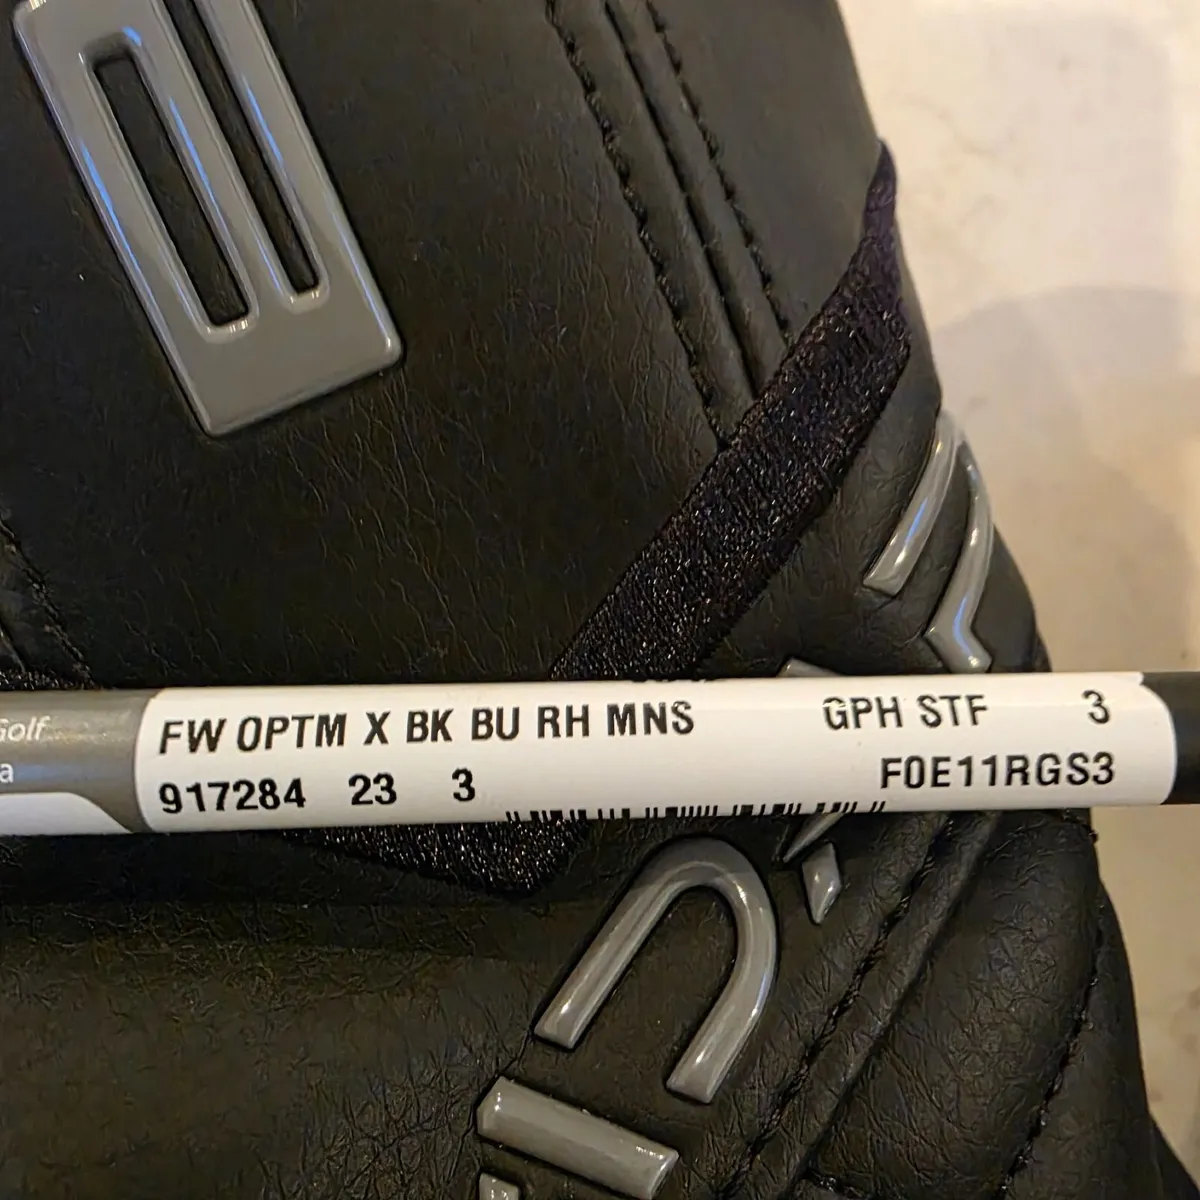 Golf
FW OPTM X BK BU RH MNS GPH STF 3
917284 23 3 F0E11RGS3